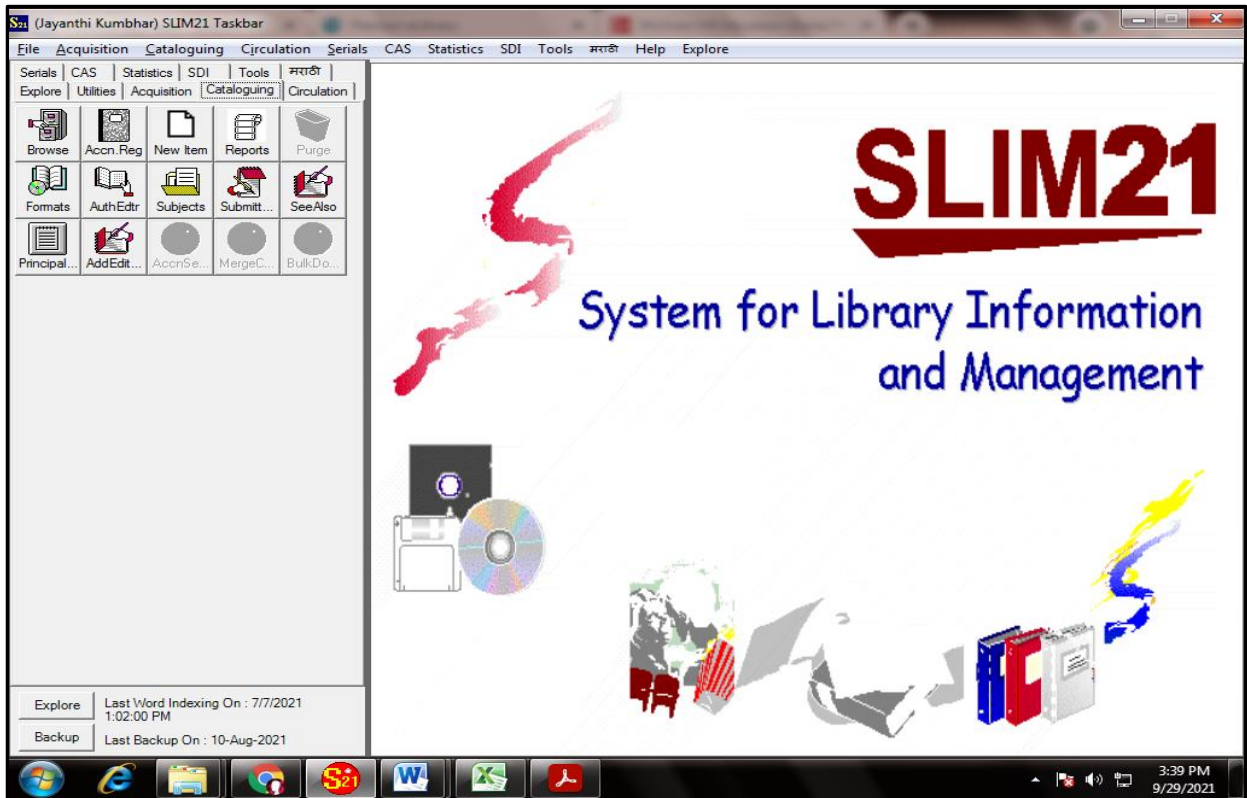 S21 (Jayanthi Kumbhar) SLIM21 Taskbar
File Acquisition Cataloguing Circulation Serials CAS Statistics SDI Tools मराठी Help Explore
Serials CAS Statistics SDI Tools मराठी
Explore Utilities Acquisition Cataloguing Circulation
Browse Accn.Reg New Item Reports Purge
Formats AuthEdtr Subjects Submitt... SeeAlso
Principal... AddEdit... AccnSe... MergeC... BulkDo...
SLIM21
System for Library Information
and Management
Explore Last Word Indexing On : 7/7/2021
1:02:00 PM
Backup Last Backup On : 10-Aug-2021
S21
3:39 PM
9/29/2021